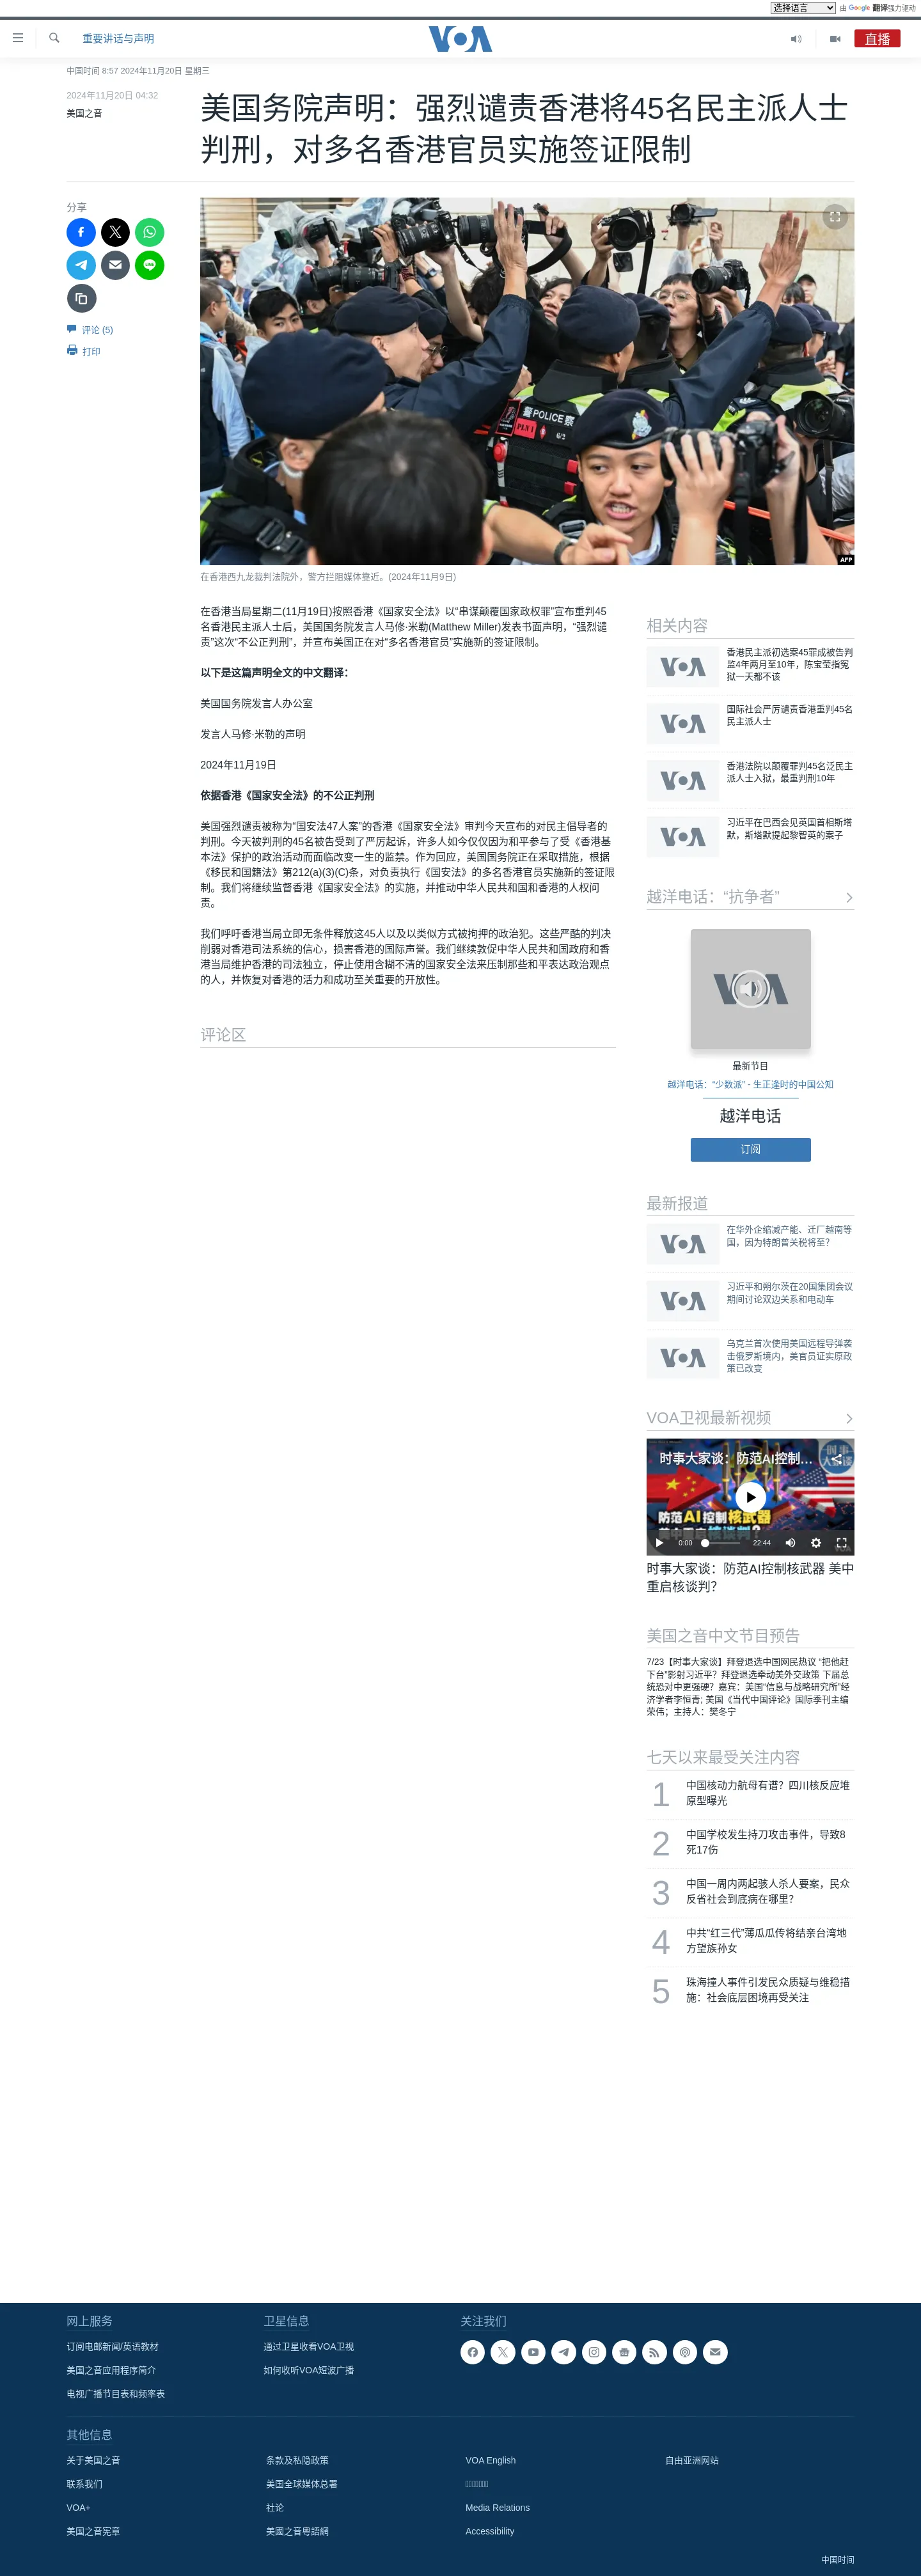 选择语言 由 Google 翻译强力驱动
重要讲话与声明
VOA
直播
中国时间 8:57 2024年11月20日 星期三
2024年11月20日 04:32
美国之音
美国务院声明：强烈谴责香港将45名民主派人士
判刑，对多名香港官员实施签证限制
分享
评论 (5)
打印
警 POLICE 察
PLN 1
6/2
AFP
在香港西九龙裁判法院外，警方拦阻媒体靠近。(2024年11月9日)
在香港当局星期二(11月19日)按照香港《国家安全法》以“串谋颠覆国家政权罪”宣布重判45
名香港民主派人士后，美国国务院发言人马修·米勒(Matthew Miller)发表书面声明，“强烈谴
责”这次“不公正判刑”，并宣布美国正在对“多名香港官员”实施新的签证限制。
以下是这篇声明全文的中文翻译：
美国国务院发言人办公室
发言人马修·米勒的声明
2024年11月19日
依据香港《国家安全法》的不公正判刑
美国强烈谴责被称为“国安法47人案”的香港《国家安全法》审判今天宣布的对民主倡导者的
判刑。今天被判刑的45名被告受到了严厉起诉，许多人如今仅仅因为和平参与了受《香港基
本法》保护的政治活动而面临改变一生的监禁。作为回应，美国国务院正在采取措施，根据
《移民和国籍法》第212(a)(3)(C)条，对负责执行《国安法》的多名香港官员实施新的签证限
制。我们将继续监督香港《国家安全法》的实施，并推动中华人民共和国和香港的人权问
责。
我们呼吁香港当局立即无条件释放这45人以及以类似方式被拘押的政治犯。这些严酷的判决
削弱对香港司法系统的信心，损害香港的国际声誉。我们继续敦促中华人民共和国政府和香
港当局维护香港的司法独立，停止使用含糊不清的国家安全法来压制那些和平表达政治观点
的人，并恢复对香港的活力和成功至关重要的开放性。
评论区
相关内容
VOA
香港民主派初选案45罪成被告判
监4年两月至10年，陈宝莹指冤
狱一天都不该
VOA
国际社会严厉谴责香港重判45名
民主派人士
VOA
香港法院以颠覆罪判45名泛民主
派人士入狱，最重判刑10年
VOA
习近平在巴西会见英国首相斯塔
默，斯塔默提起黎智英的案子
越洋电话：“抗争者”
VOA
最新节目
越洋电话：“少数派” - 生正逢时的中国公知
越洋电话
订阅
最新报道
VOA
在华外企缩减产能、迁厂越南等
国，因为特朗普关税将至？
VOA
习近平和朔尔茨在20国集团会议
期间讨论双边关系和电动车
VOA
乌克兰首次使用美国远程导弹袭
击俄罗斯境内，美官员证实原政
策已改变
VOA卫视最新视频
时事大家谈：防范AI控制...
防范AI控制核武器
0:00 22:44
时事大家谈：防范AI控制核武器 美中
重启核谈判？
美国之音中文节目预告
7/23【时事大家谈】拜登退选中国网民热议 “把他赶
下台”影射习近平？拜登退选牵动美外交政策 下届总
统恐对中更强硬？嘉宾：美国“信息与战略研究所”经
济学者李恒青; 美国《当代中国评论》国际季刊主编
荣伟；主持人：樊冬宁
七天以来最受关注内容
1 中国核动力航母有谱？四川核反应堆
原型曝光
2 中国学校发生持刀攻击事件，导致8
死17伤
3 中国一周内两起骇人杀人要案，民众
反省社会到底病在哪里？
4 中共“红三代”薄瓜瓜传将结亲台湾地
方望族孙女
5 珠海撞人事件引发民众质疑与维稳措
施：社会底层困境再受关注
网上服务 卫星信息 关注我们
订阅电邮新闻/英语教材 通过卫星收看VOA卫视
美国之音应用程序简介 如何收听VOA短波广播
电视广播节目表和频率表
其他信息
关于美国之音 条款及私隐政策 VOA English 自由亚洲网站
联系我们 美国全球媒体总署
VOA+ 社论 Media Relations
美国之音宪章 美國之音粵語網 Accessibility
中国时间